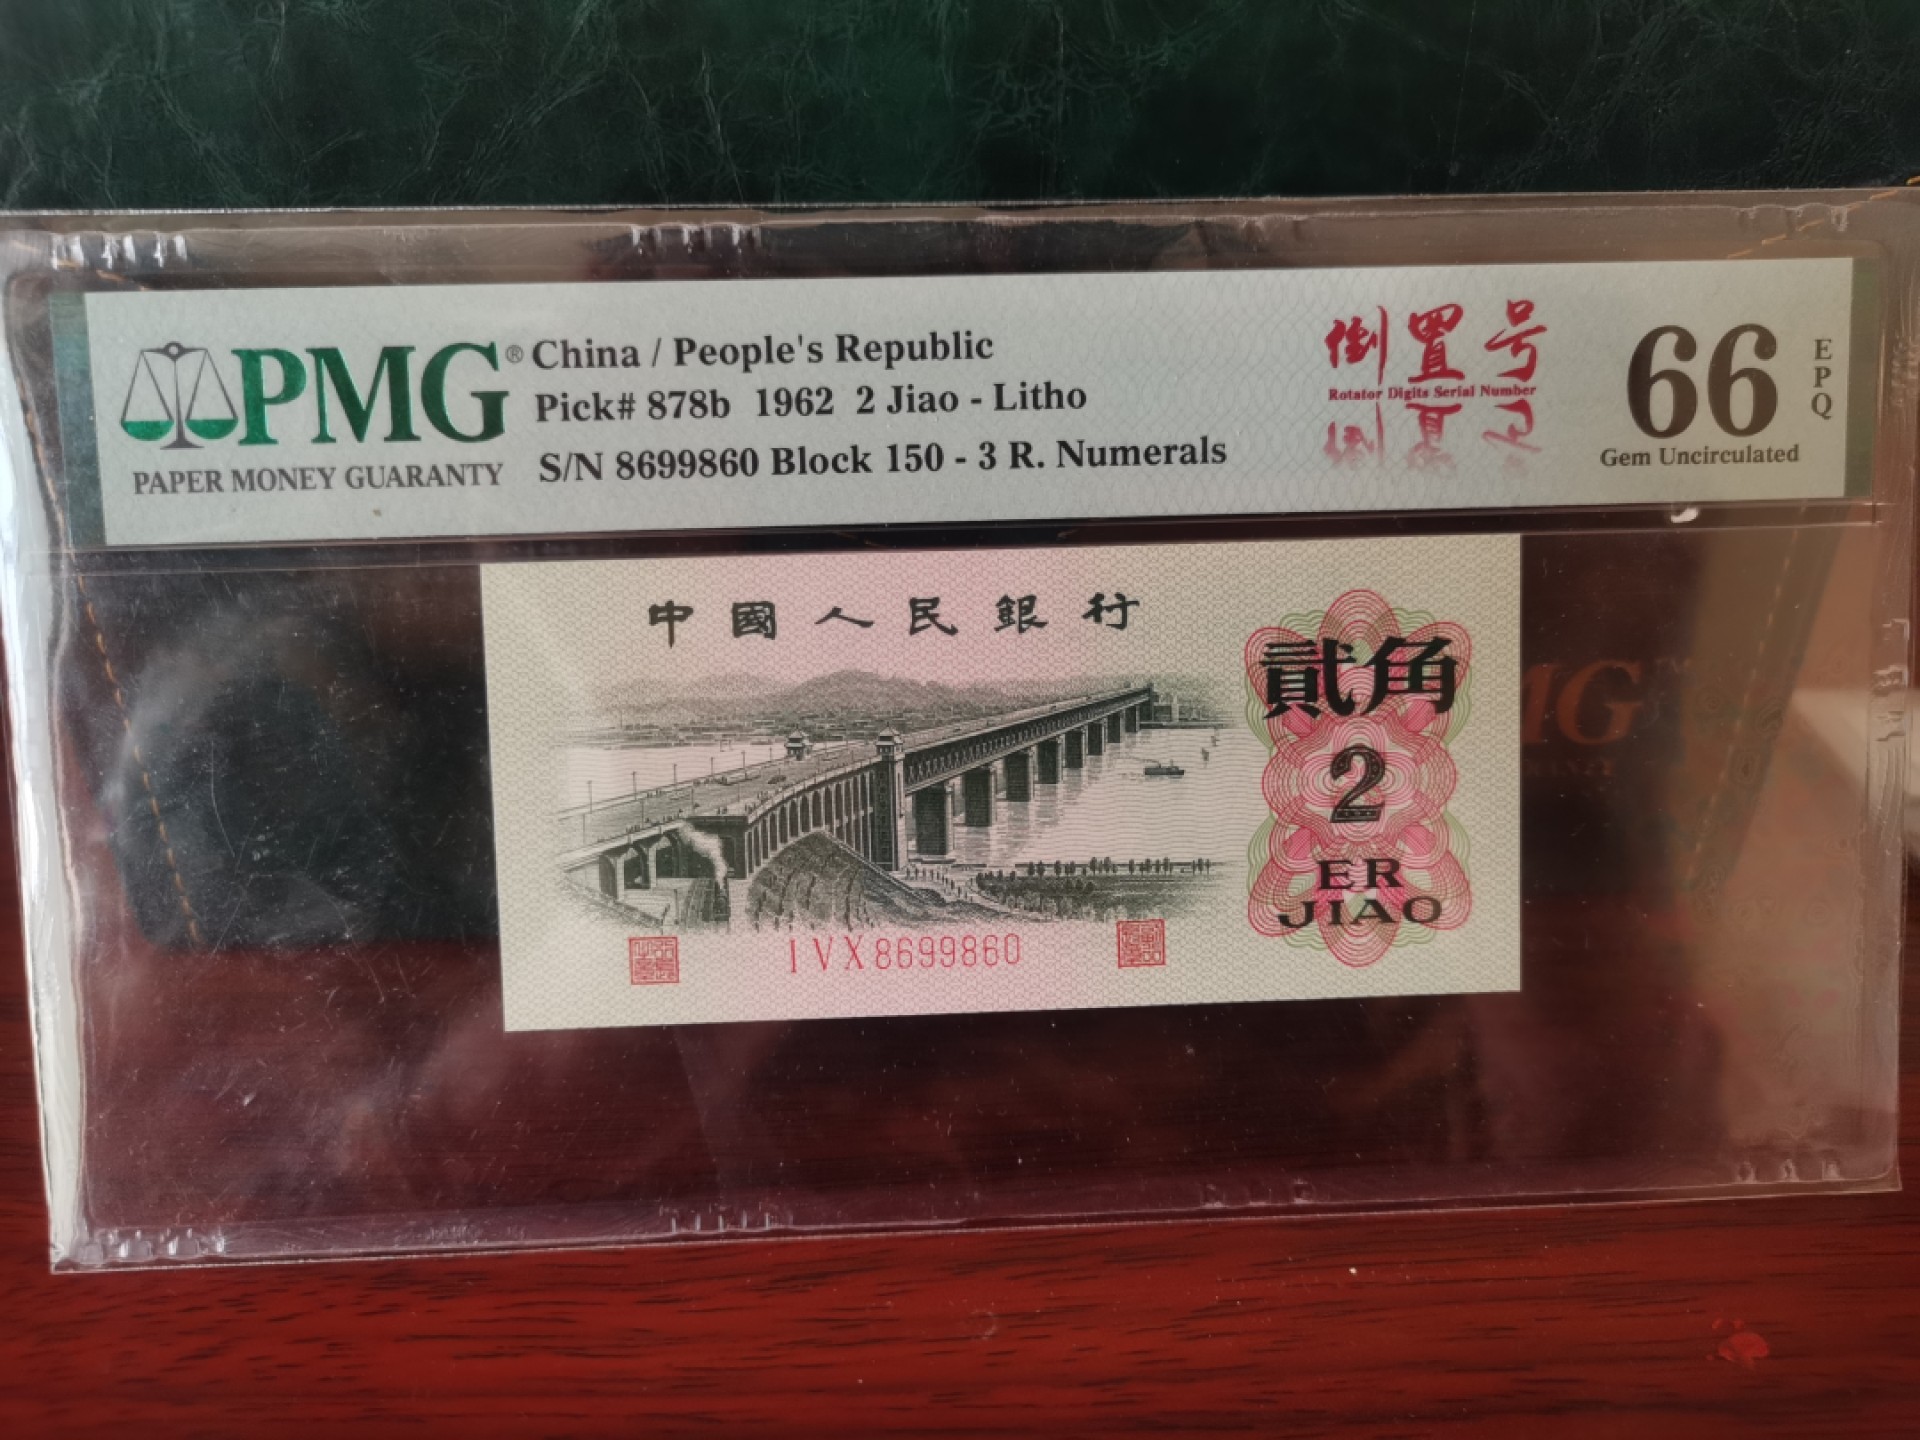 PMG®
PAPER MONEY GUARANTY
China / People's Republic
Pick# 878b 1962 2 Jiao - Litho
S/N 8699860 Block 150 - 3 R. Numerals
倒置号
Rotator Digits Serial Number
66
EPQ
Gem Uncirculated
中國人民銀行
貳角
2
ER
JIAO
I V X 8699860